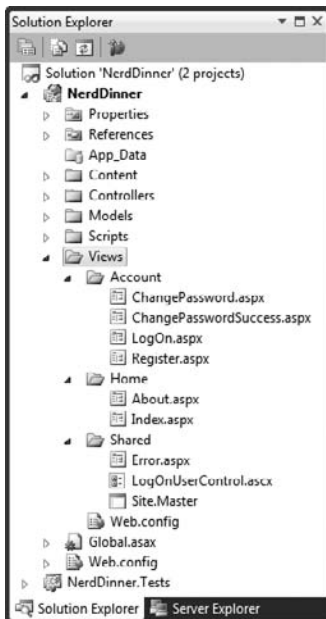 Solution Explorer
Solution 'NerdDinner' (2 projects)
NerdDinner
Properties
References
App_Data
Content
Controllers
Models
Scripts
Views
Account
ChangePassword.aspx
ChangePasswordSuccess.aspx
LogOn.aspx
Register.aspx
Home
About.aspx
Index.aspx
Shared
Error.aspx
LogOnUserControl.ascx
Site.Master
Web.config
Global.asax
Web.config
NerdDinner.Tests
Solution Explorer Server Explorer